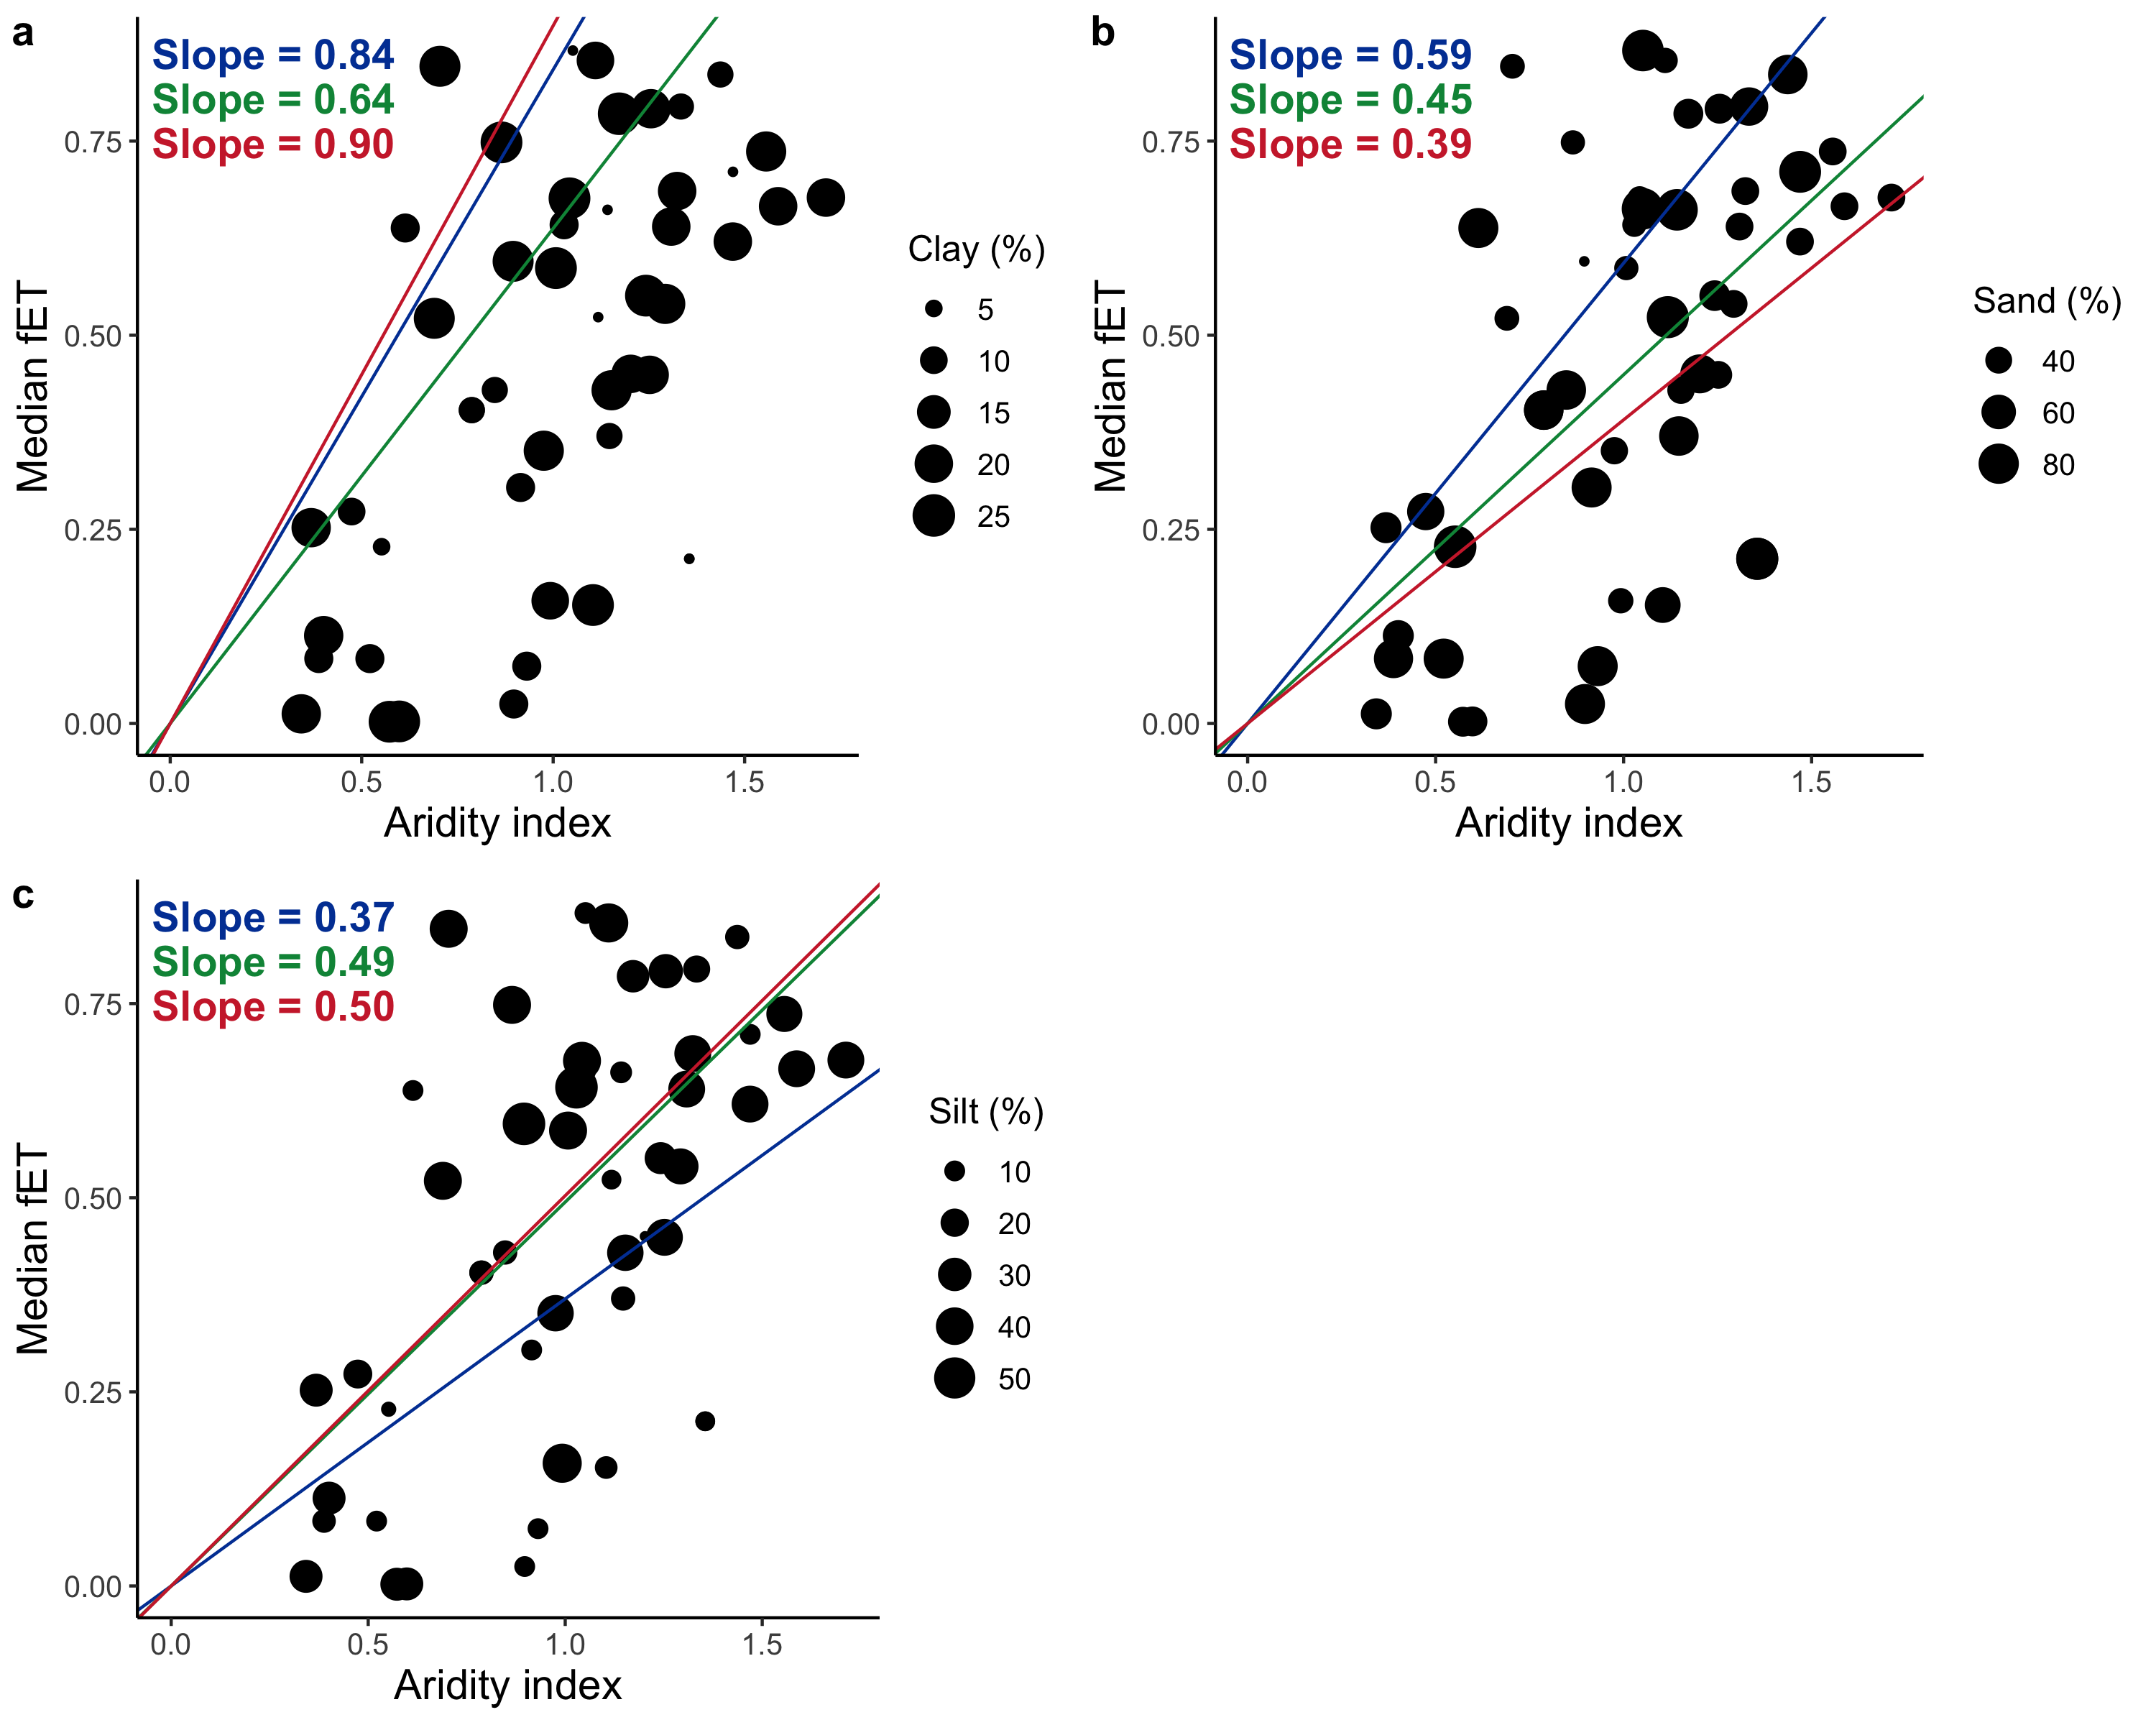 a
Slope = 0.84
Slope = 0.64
Slope = 0.90
Median fET
0.75
0.50
0.25
0.00
0.0 0.5 1.0 1.5
Aridity index
Clay (%)
5
10
15
20
25
b
Slope = 0.59
Slope = 0.45
Slope = 0.39
Median fET
0.75
0.50
0.25
0.00
0.0 0.5 1.0 1.5
Aridity index
Sand (%)
40
60
80
c
Slope = 0.37
Slope = 0.49
Slope = 0.50
Median fET
0.75
0.50
0.25
0.00
0.0 0.5 1.0 1.5
Aridity index
Silt (%)
10
20
30
40
50